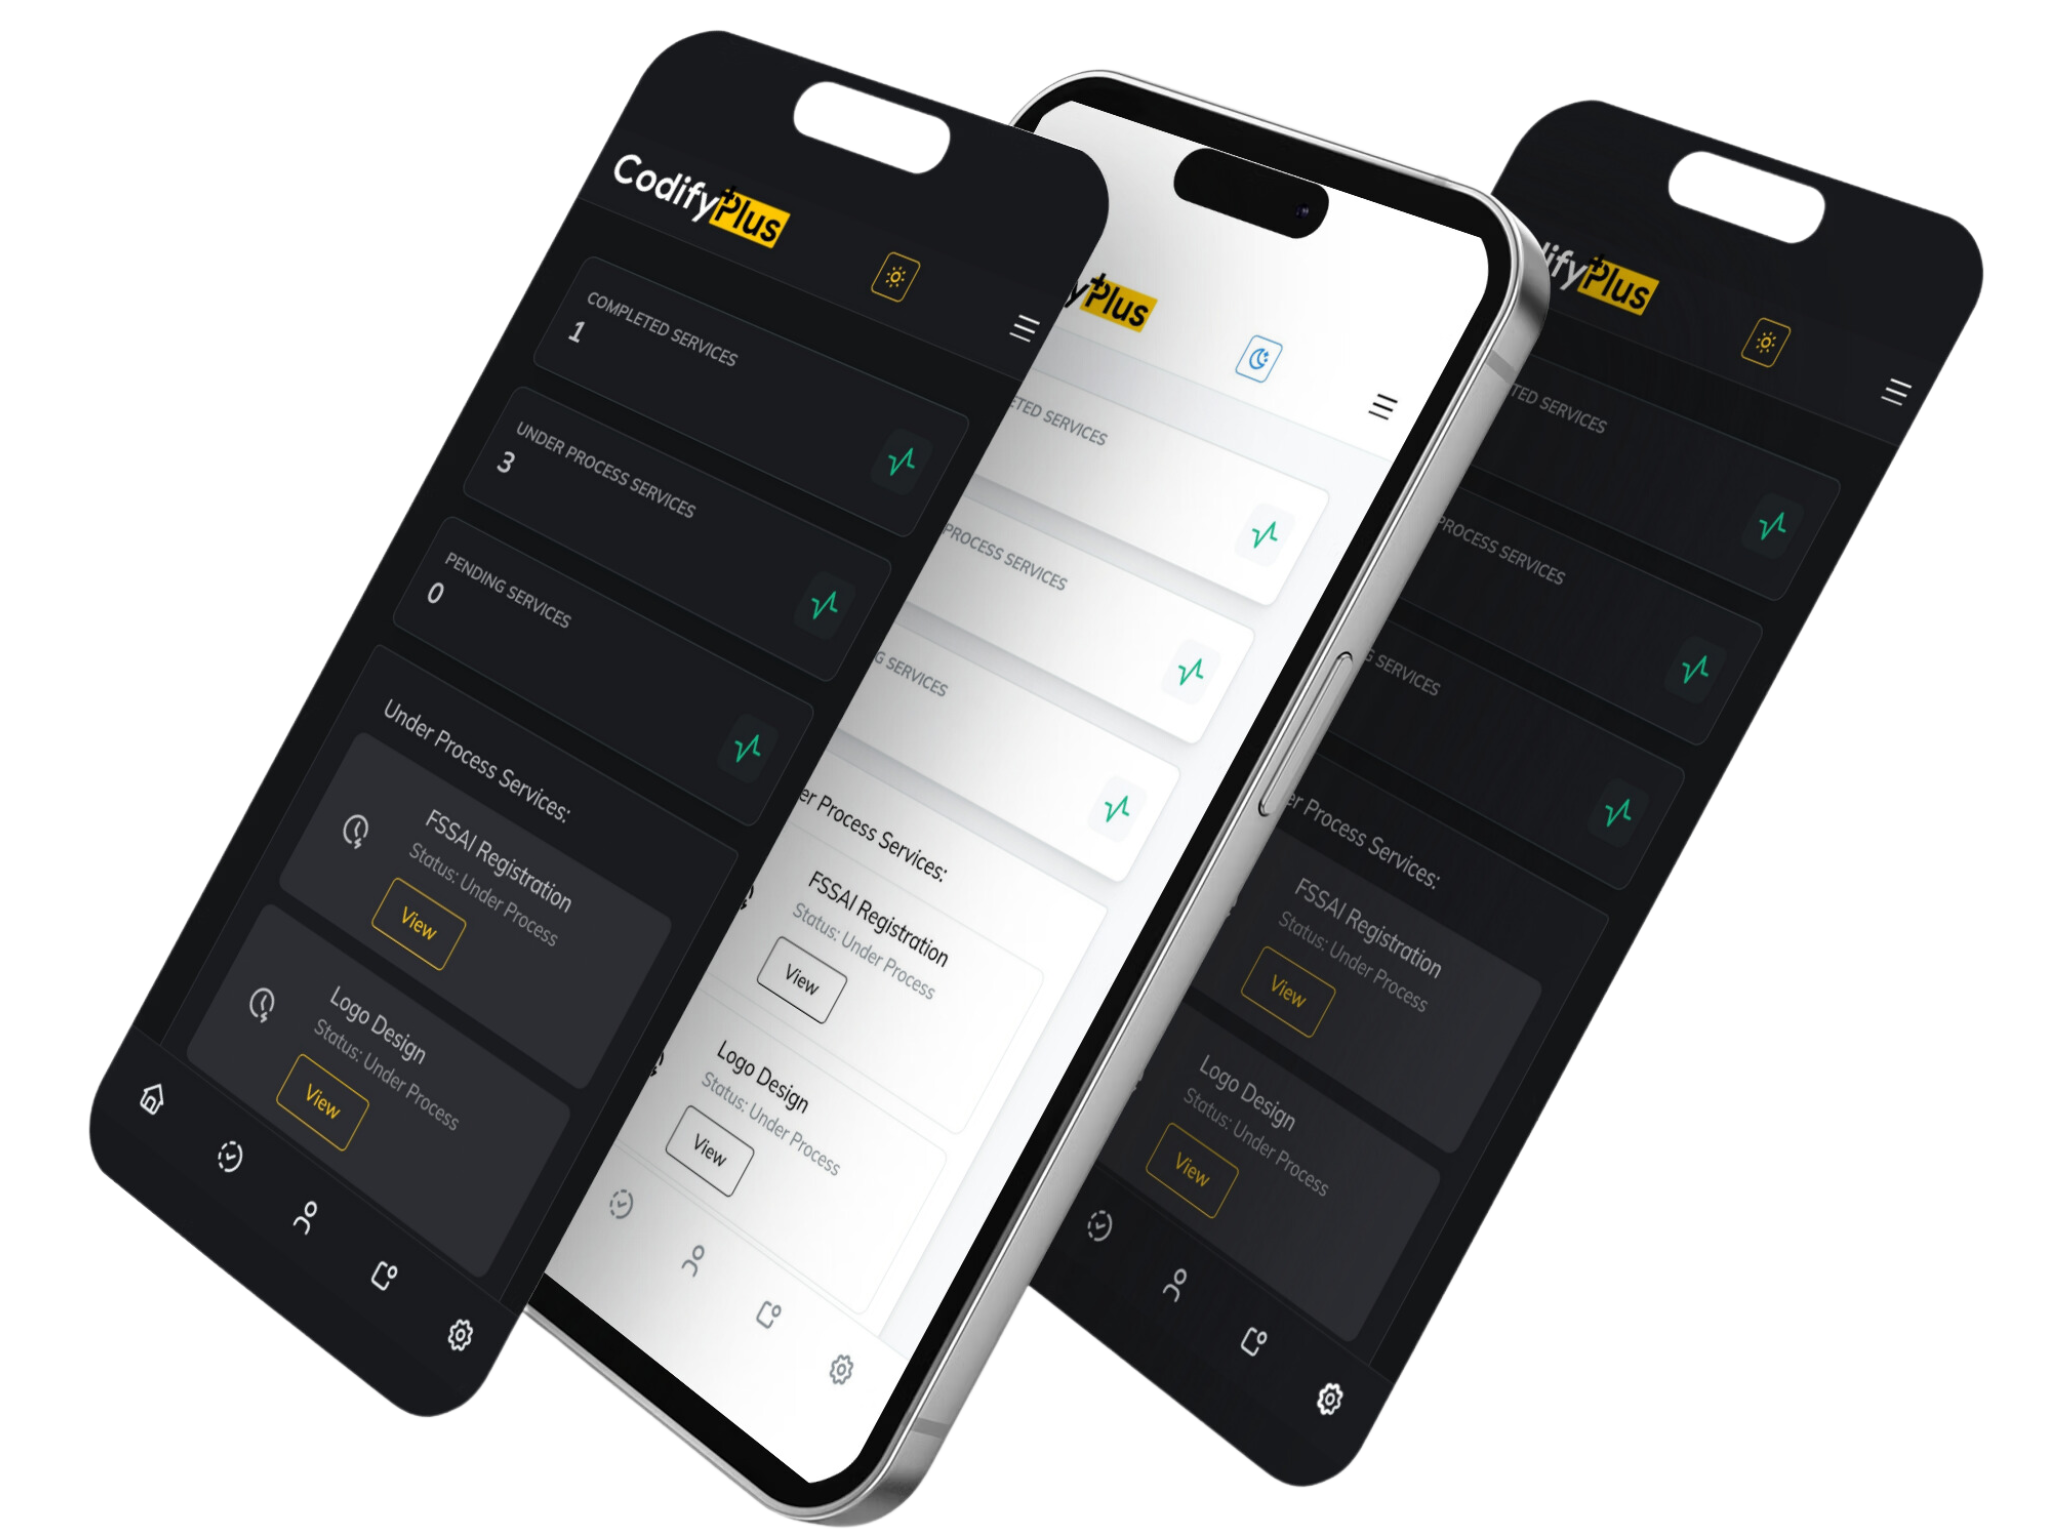 CodifyPlus
COMPLETED SERVICES
1
UNDER PROCESS SERVICES
3
PENDING SERVICES
0
Under Process Services:
FSSAI Registration
Status: Under Process
View
Logo Design
Status: Under Process
View
yPlus
ETED SERVICES
PROCESS SERVICES
G SERVICES
er Process Services:
FSSAI Registration
Status: Under Process
View
Logo Design
Status: Under Process
View
difyPlus
TED SERVICES
PROCESS SERVICES
G SERVICES
er Process Services:
FSSAI Registration
Status: Under Process
View
Logo Design
Status: Under Process
View